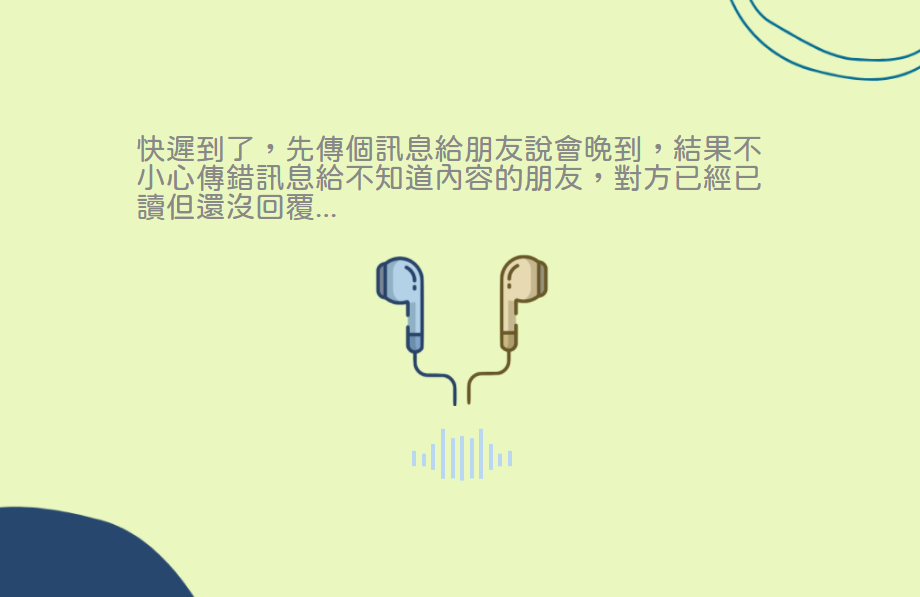 快遲到了，先傳個訊息給朋友說會晚到，結果不
小心傳錯訊息給不知道內容的朋友，對方已經已
讀但還沒回覆...